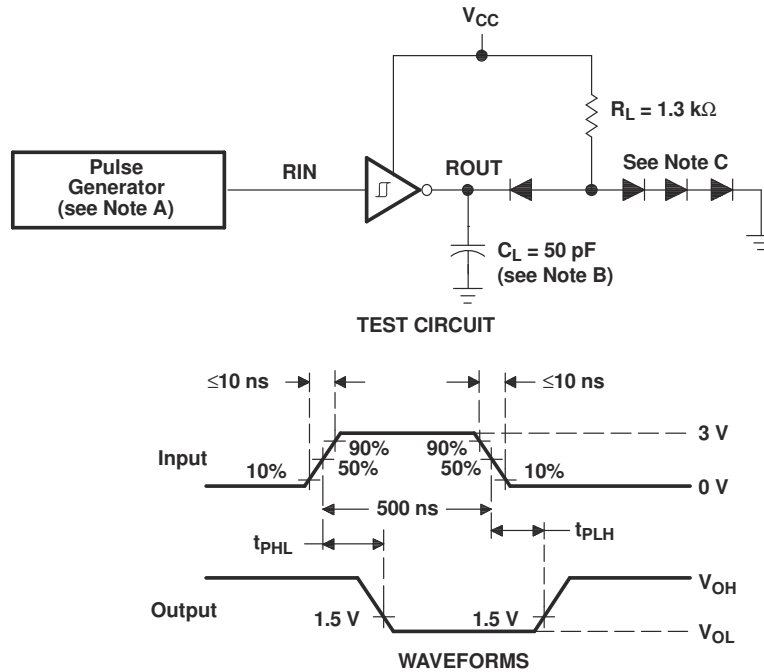 VCC
RL = 1.3 kΩ
Pulse
Generator
(see Note A)
RIN
ROUT
See Note C
CL = 50 pF
(see Note B)
TEST CIRCUIT
≤10 ns
≤10 ns
3 V
90%
90%
Input
50%
50%
10%
10%
0 V
500 ns
tPHL
tPLH
VOH
Output
1.5 V
1.5 V
VOL
WAVEFORMS